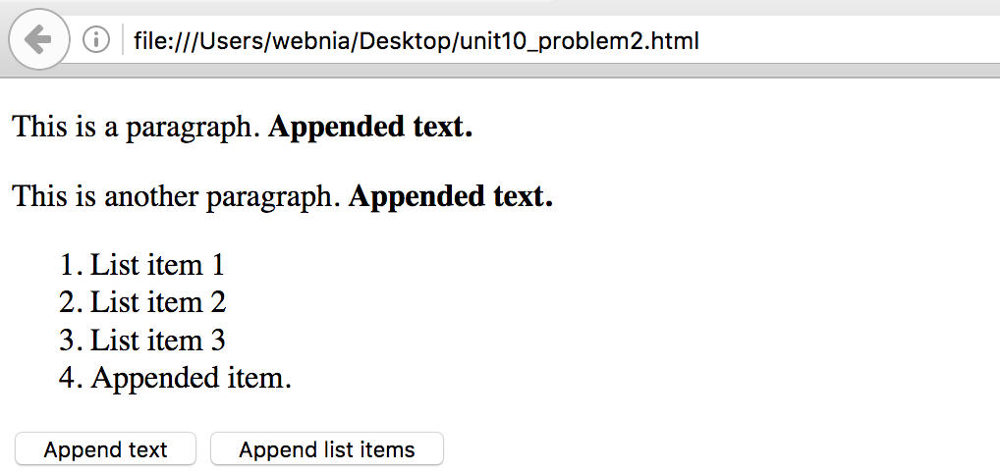 file:///Users/webnia/Desktop/unit10_problem2.html
This is a paragraph. Appended text.
This is another paragraph. Appended text.
1. List item 1
2. List item 2
3. List item 3
4. Appended item.
Append text Append list items